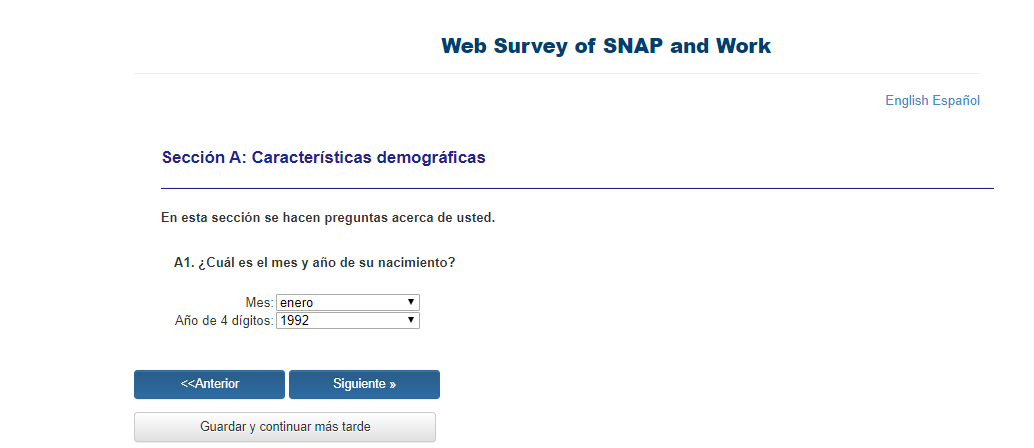 Web Survey of SNAP and Work
English Español
Sección A: Características demográficas
En esta sección se hacen preguntas acerca de usted.
A1. ¿Cuál es el mes y año de su nacimiento?
Mes: enero
Año de 4 dígitos: 1992
<<Anterior Siguiente »
Guardar y continuar más tarde